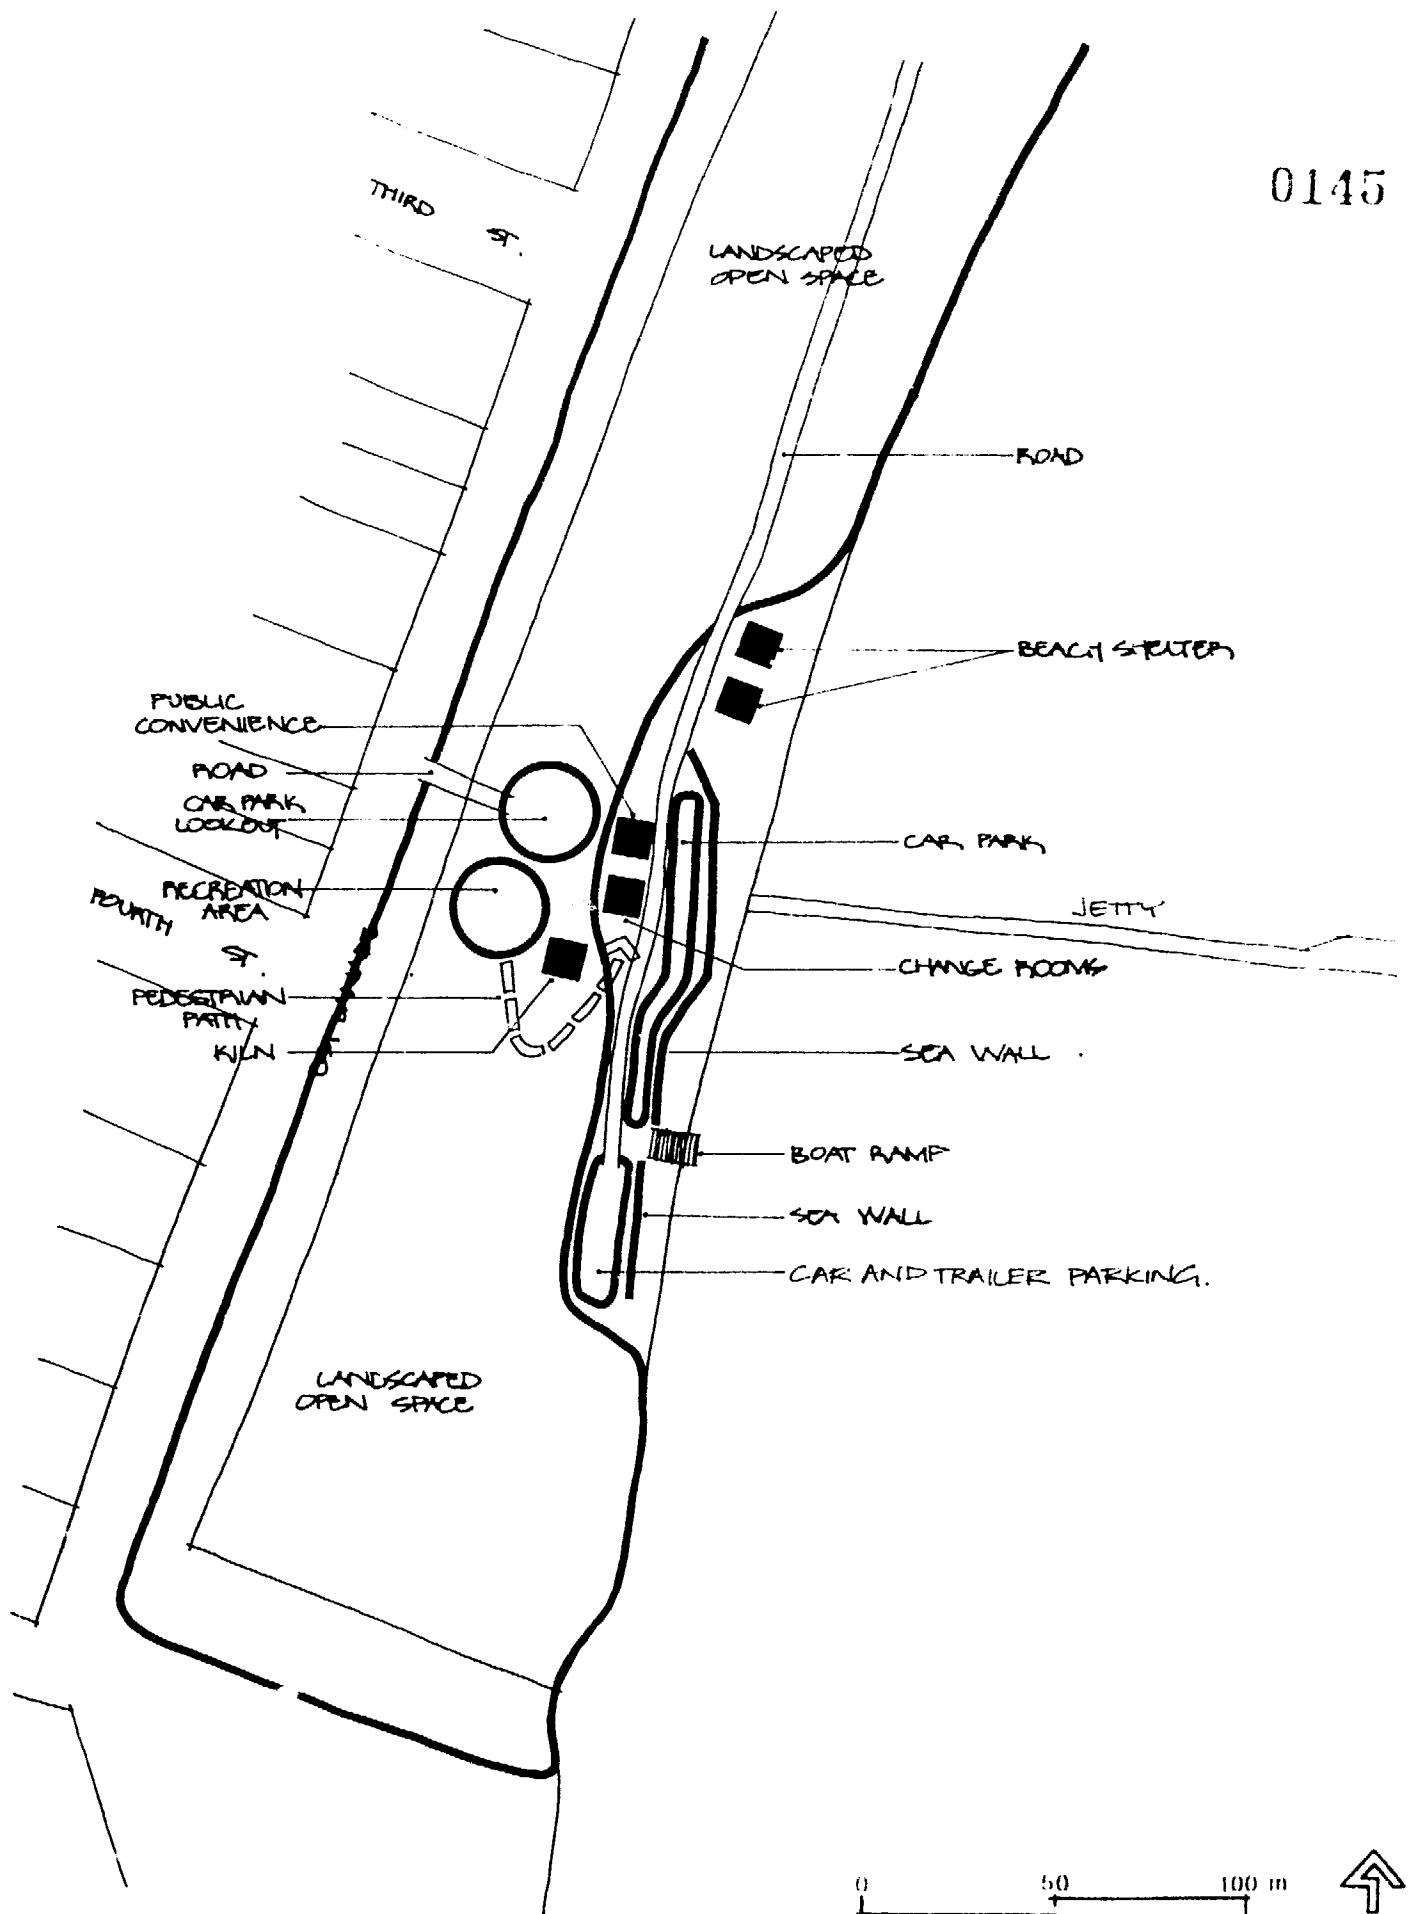 0145
THIRD ST.
LANDSCAPED
OPEN SPACE
ROAD
BEACH SHELTER
PUBLIC
CONVENIENCE
ROAD
CAR PARK
LOOKOUT
CAR PARK
RECREATION
AREA
FOURTH ST.
JETTY
CHANGE ROOMS
PEDESTRIAN
PATH
KILN
SEA WALL
BOAT RAMP
SEA WALL
CAR AND TRAILER PARKING.
LANDSCAPED
OPEN SPACE
0 50 100 m